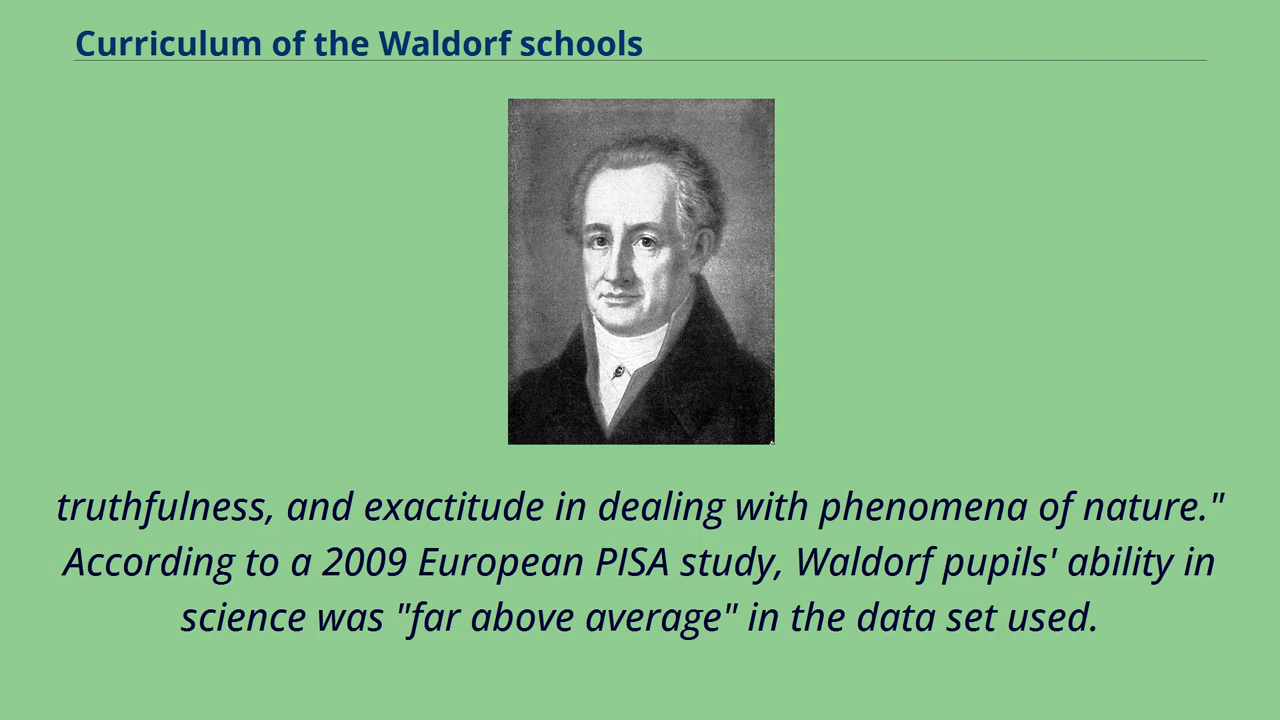 Curriculum of the Waldorf schools
truthfulness, and exactitude in dealing with phenomena of nature."
According to a 2009 European PISA study, Waldorf pupils' ability in
science was "far above average" in the data set used.